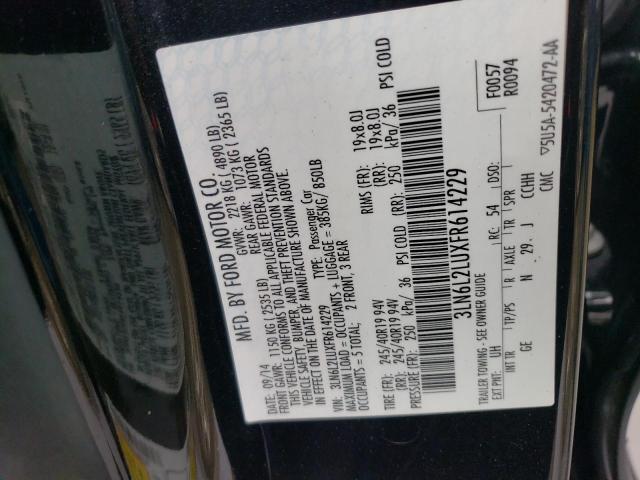 MFD. BY FORD MOTOR CO.
DATE: 09/14 GVWR: 2218 KG ( 4890 LB)
FRONT GAWR: 1150 KG ( 2535 LB) REAR GAWR: 1073 KG ( 2365 LB)
THIS VEHICLE CONFORMS TO ALL APPLICABLE FEDERAL MOTOR
VEHICLE SAFETY, BUMPER, AND THEFT PREVENTION STANDARDS
IN EFFECT ON THE DATE OF MANUFACTURE SHOWN ABOVE.
VIN: 3LN6L2LUXFR614229 TYPE: Passenger Car
MAXIMUM LOAD = OCCUPANTS + LUGGAGE = 385KG/ 850LB
OCCUPANTS = 5 TOTAL: 2 FRONT, 3 REAR
TIRE (FR): 245/40R19 94V RIMS (FR): 19x8.0J
(RR): 245/40R19 94V (RR): 19x8.0J
PRESSURE (FR): 250 kPa/ 36 PSI COLD (RR): 250 kPa/ 36 PSI COLD
3LN6L2LUXFR614229
F0057
R0094
TRAILER TOWING - SEE OWNER GUIDE
EXT PNT: UH RC: 54 DSO:
INT TR TP/PS R AXLE TR SPR
GE N 29. J CCHH
CMC ▽5U5A-5420472-AA